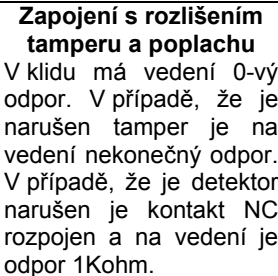 Zapojení s rozlišením
tamperu a poplachu
V klidu má vedení 0-vý
odpor. V případě, že je
narušen tamper je na
vedení nekonečný odpor.
V případě, že je detektor
narušen je kontakt NC
rozpojen a na vedení je
odpor 1Kohm.